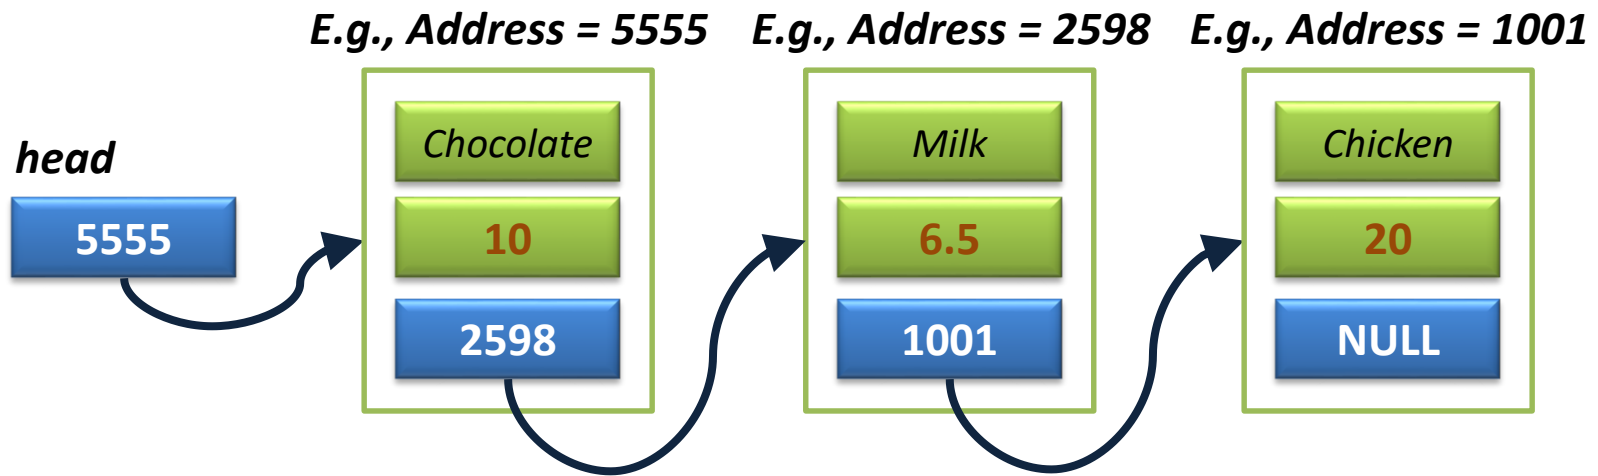 E.g., Address = 5555
E.g., Address = 2598
E.g., Address = 1001
head
5555
Chocolate
10
2598
Milk
6.5
1001
Chicken
20
NULL